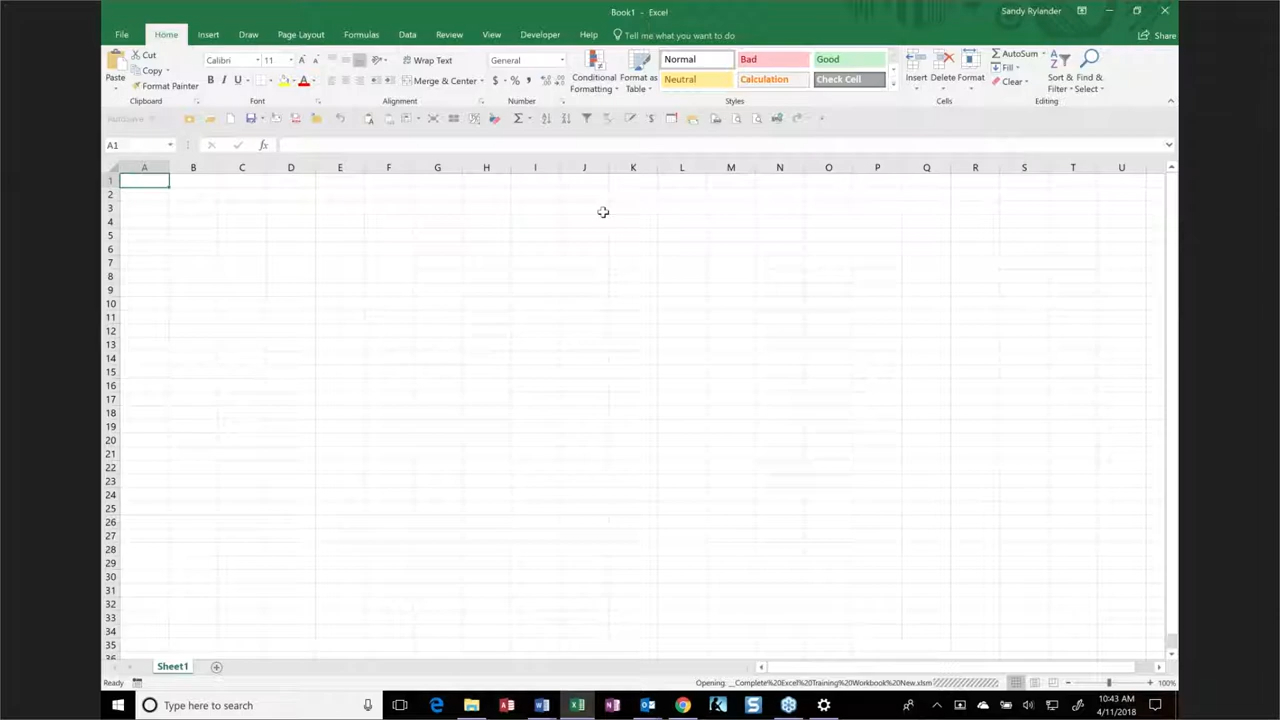 Book1 - Excel
Sandy Rylander
File Home Insert Draw Page Layout Formulas Data Review View Developer Help Tell me what you want to do Share
Paste
Cut
Copy
Format Painter
Clipboard
Calibri 11
B I U
Font
Wrap Text
Merge & Center
Alignment
General
$ % ,
Number
Conditional Formatting
Format as Table
Normal Bad Good
Neutral Calculation Check Cell
Styles
Insert Delete Format
Cells
AutoSum
Fill
Clear
Sort & Filter
Find & Select
Editing
A1 fx
A B C D E F G H I J K L M N O P Q R S T U
1
2
3
4
5
6
7
8
9
10
11
12
13
14
15
16
17
18
19
20
21
22
23
24
25
26
27
28
29
30
31
32
33
34
35
36
Sheet1
Ready
Opening: __Complete%20Excel%20Training%20Workbook%20New.xlsm
100%
Type here to search
10:43 AM
4/11/2018